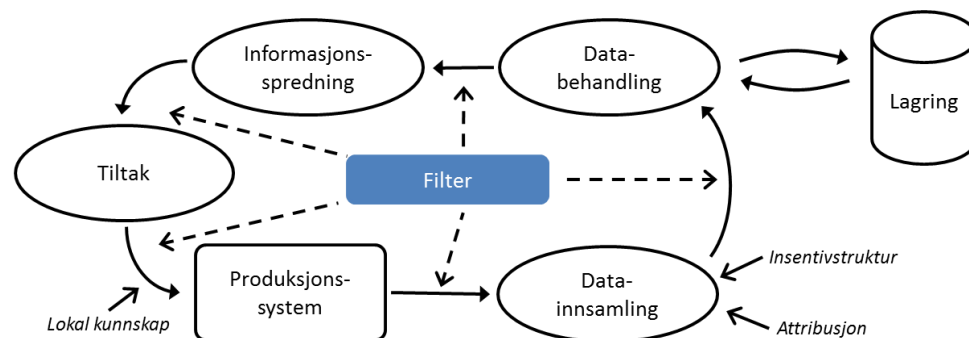 Informasjons-
spredning
Data-
behandling
Lagring
Tiltak
Filter
Produksjons-
system
Data-
innsamling
Insentivstruktur
Lokal kunnskap
Attribusjon